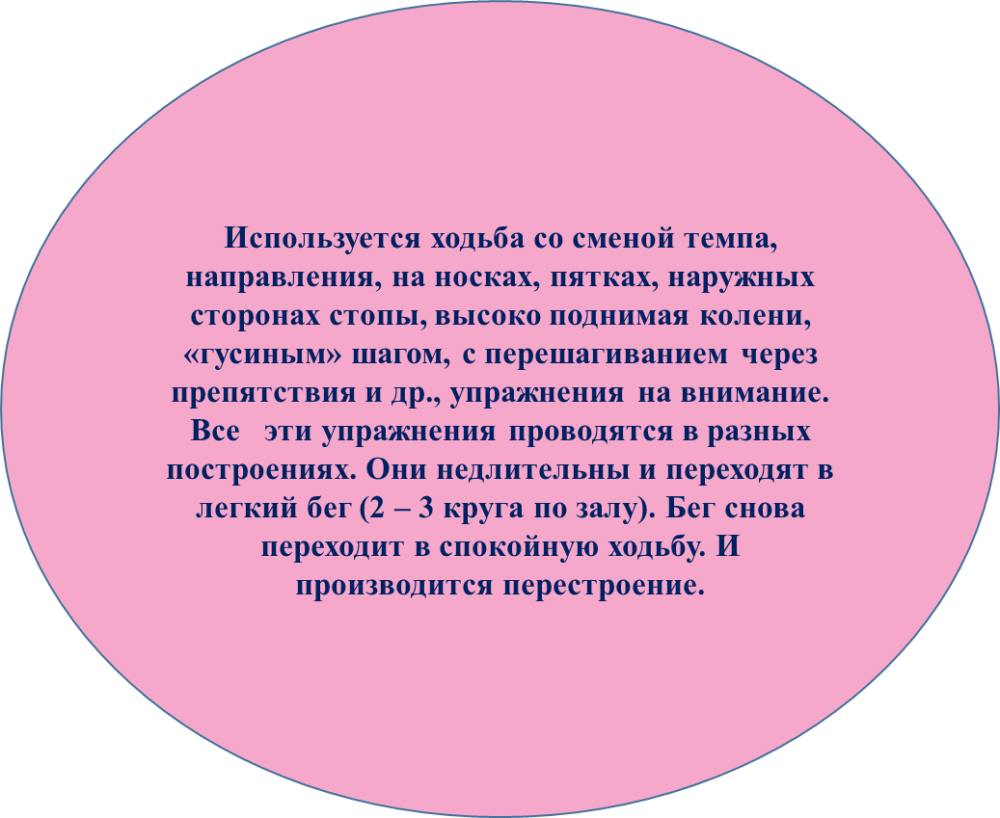 Используется ходьба со сменой темпа,
направления, на носках, пятках, наружных
сторонах стопы, высоко поднимая колени,
«гусиным» шагом, с перешагиванием через
препятствия и др., упражнения на внимание.
Все эти упражнения проводятся в разных
построениях. Они недлительны и переходят в
легкий бег (2 – 3 круга по залу). Бег снова
переходит в спокойную ходьбу. И
производится перестроение.